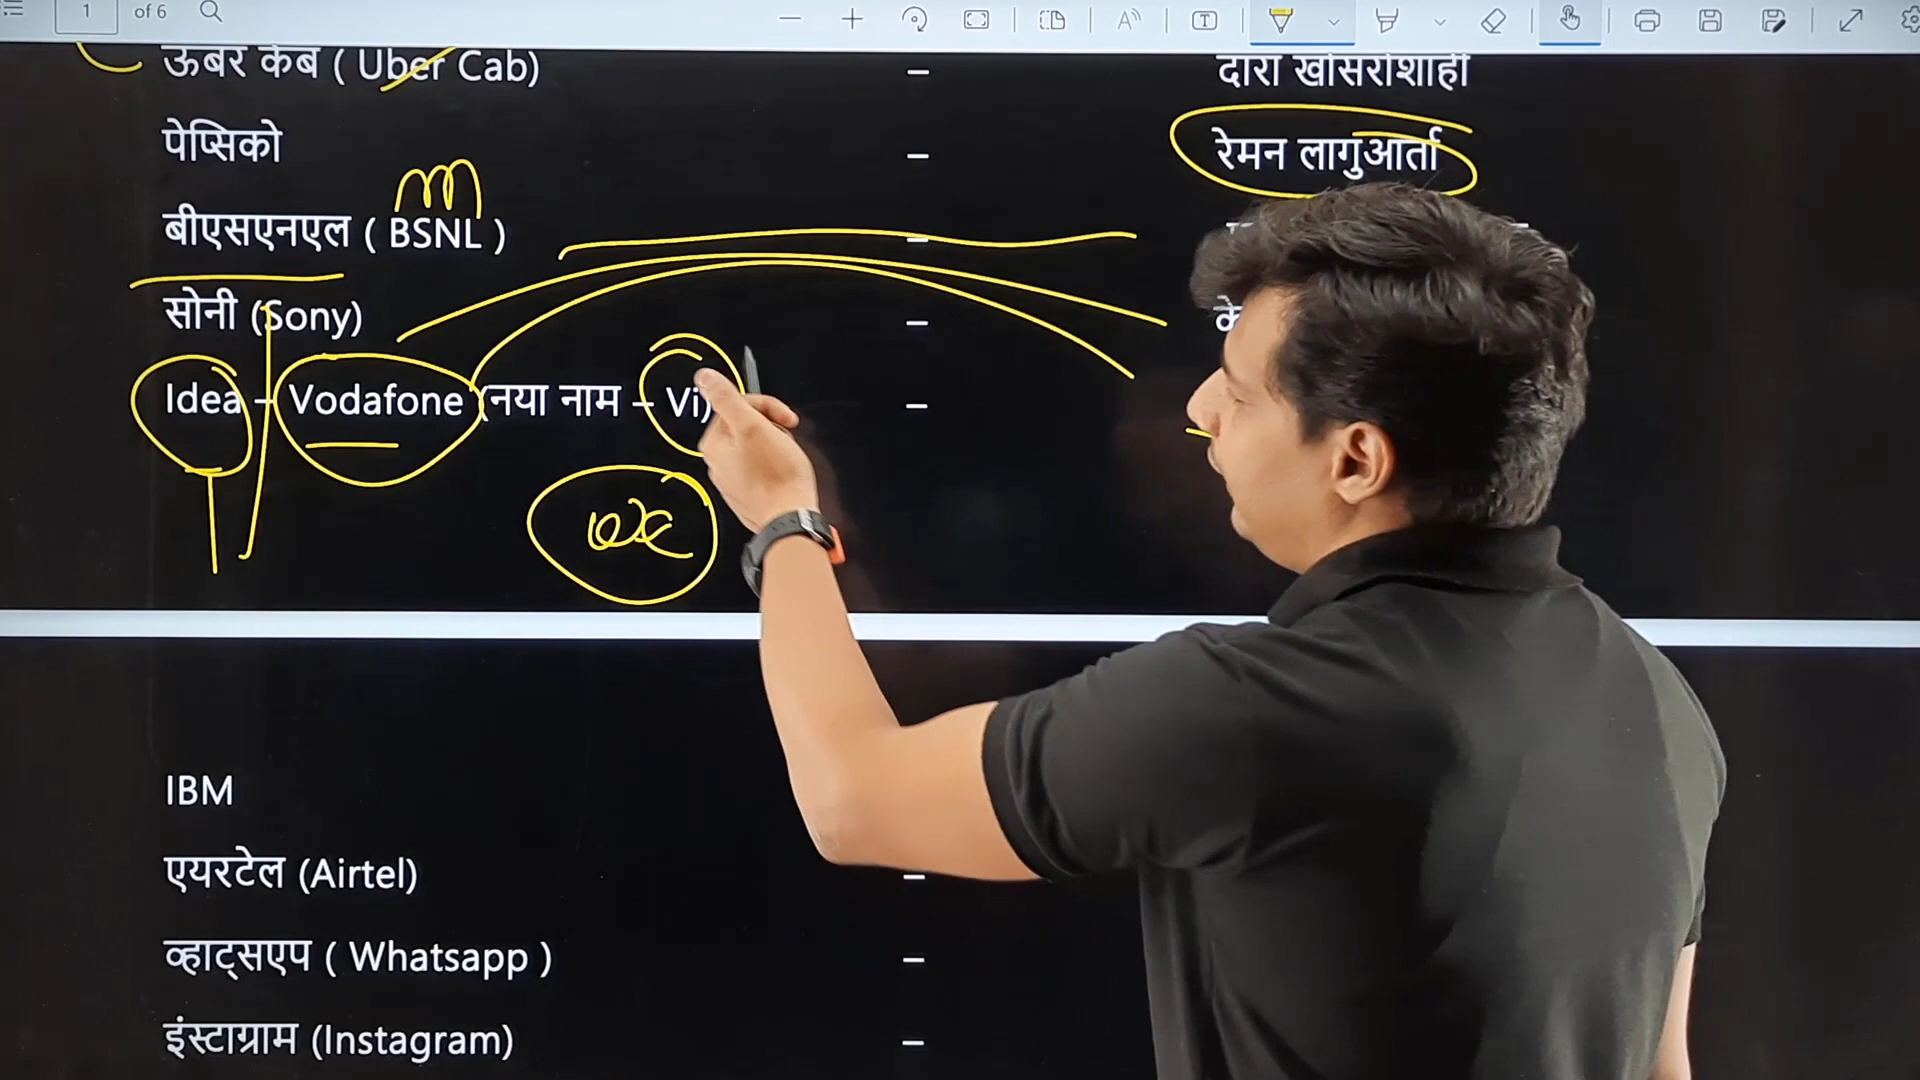 1 of 6
ऊबर कैब ( Uber Cab) – दारा खोसरोशाही
पेप्सिको – रेमन लागुआर्ता
बीएसएनएल ( BSNL ) –
सोनी (Sony) –
Idea – Vodafone (नया नाम – Vi) –
IBM
एयरटेल (Airtel) –
व्हाट्सएप ( Whatsapp ) –
इंस्टाग्राम (Instagram) –